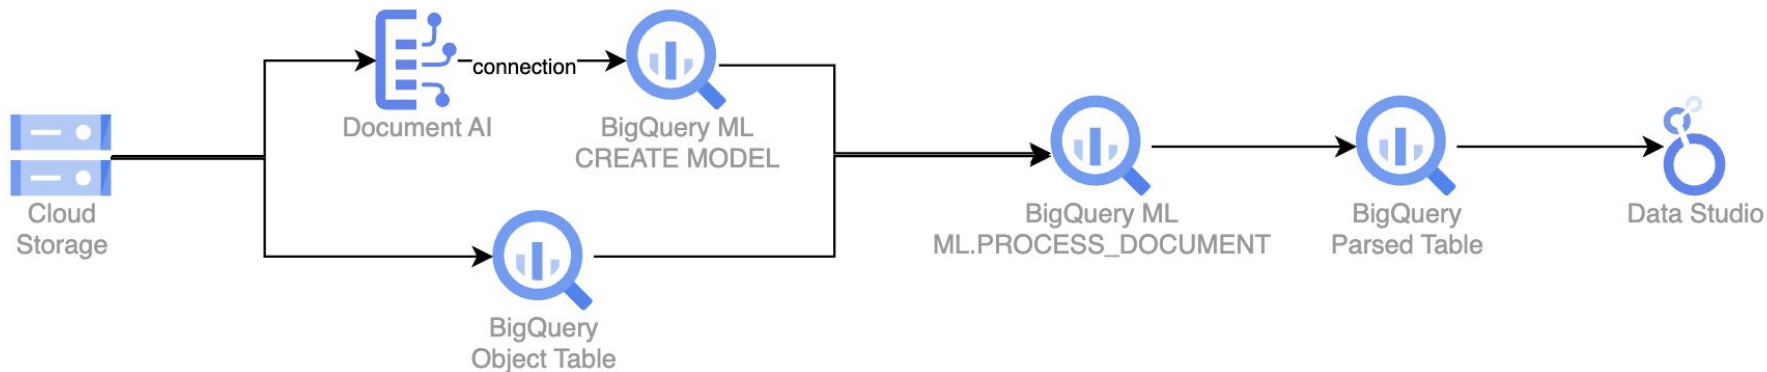 connection
Document AI
BigQuery ML
CREATE MODEL
Cloud
Storage
BigQuery
Object Table
BigQuery ML
ML.PROCESS_DOCUMENT
BigQuery
Parsed Table
Data Studio